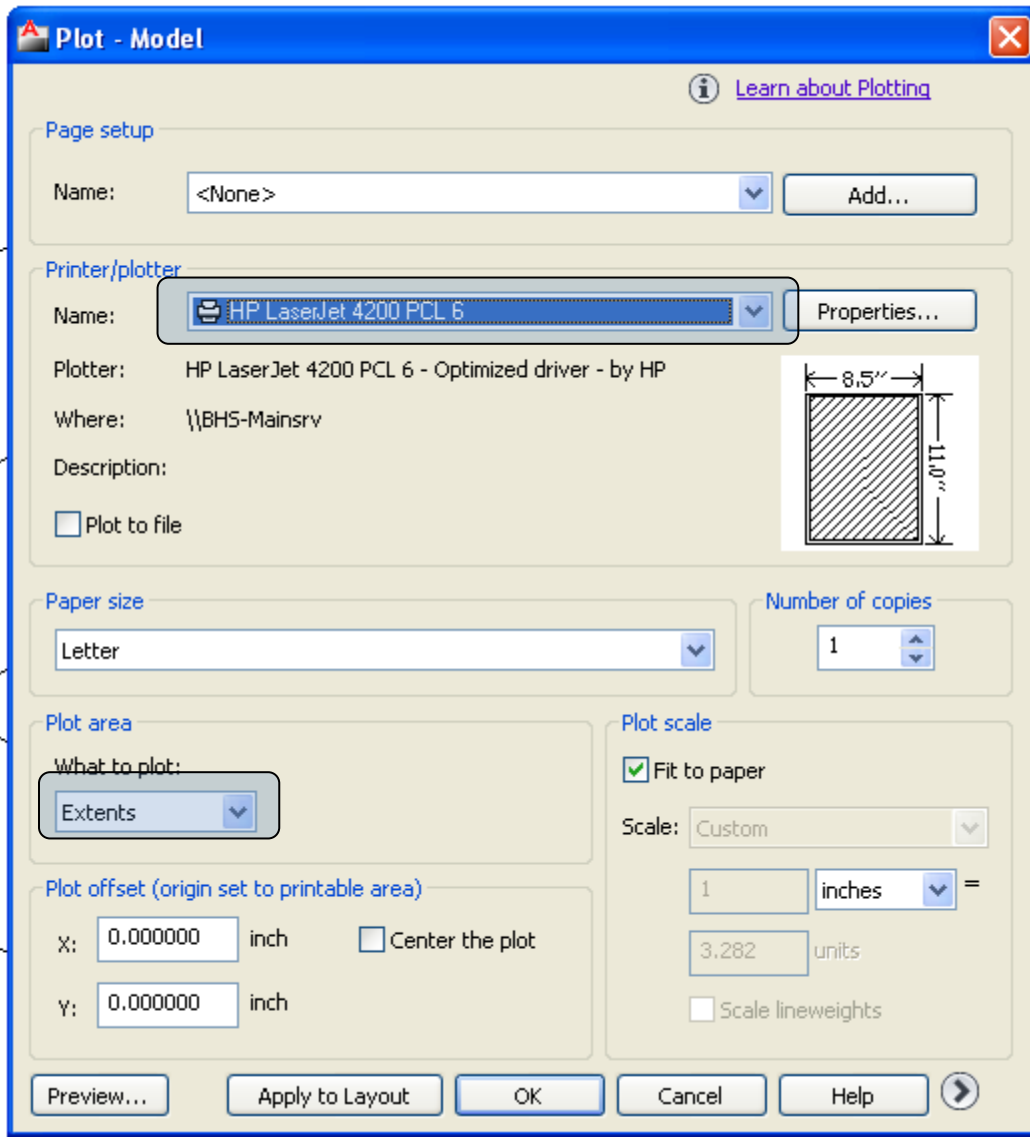 Plot - Model
Learn about Plotting
Page setup
Name: <None> Add...
Printer/plotter
Name: HP LaserJet 4200 PCL 6 Properties...
Plotter: HP LaserJet 4200 PCL 6 - Optimized driver - by HP
Where: \\BHS-Mainsrv
Description:
Plot to file
8.5″
11.0″
Paper size
Letter
Number of copies
1
Plot area
What to plot:
Extents
Plot scale
Fit to paper
Scale: Custom
1 inches =
3.282 units
Scale lineweights
Plot offset (origin set to printable area)
X: 0.000000 inch Center the plot
Y: 0.000000 inch
Preview... Apply to Layout OK Cancel Help